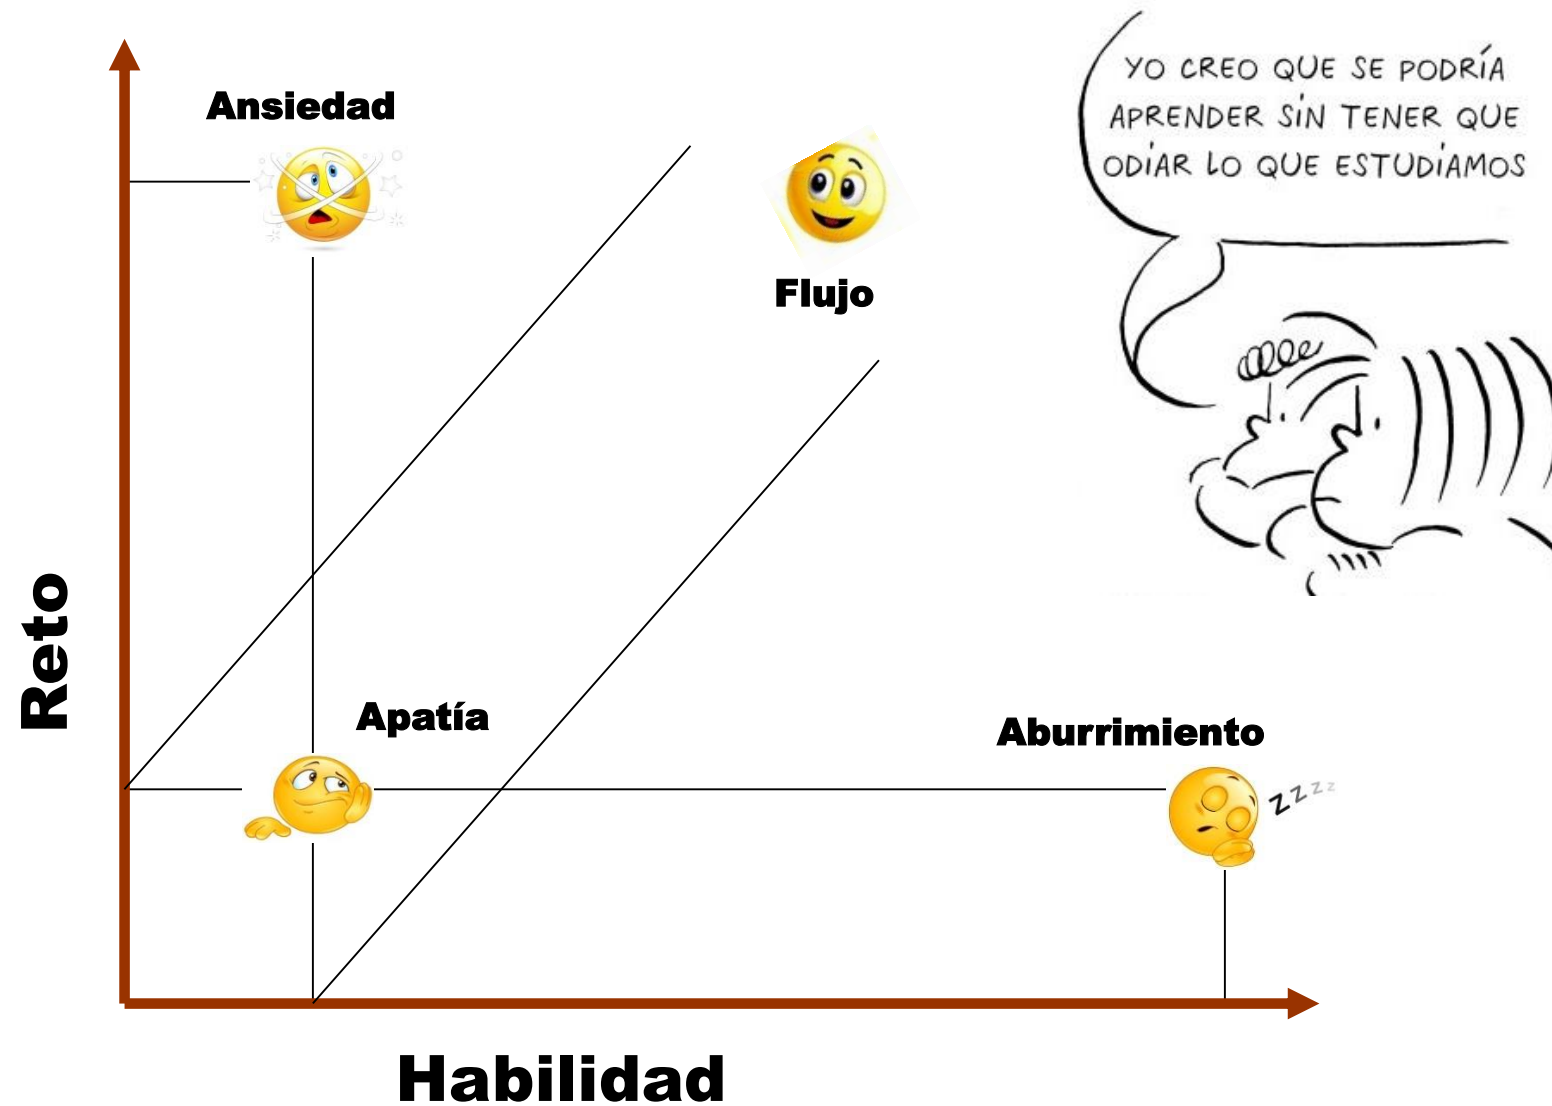 Ansiedad
YO CREO QUE SE PODRÍA
APRENDER SIN TENER QUE
ODIAR LO QUE ESTUDIAMOS
Flujo
Reto
Apatía
Aburrimiento
zzzz
Habilidad